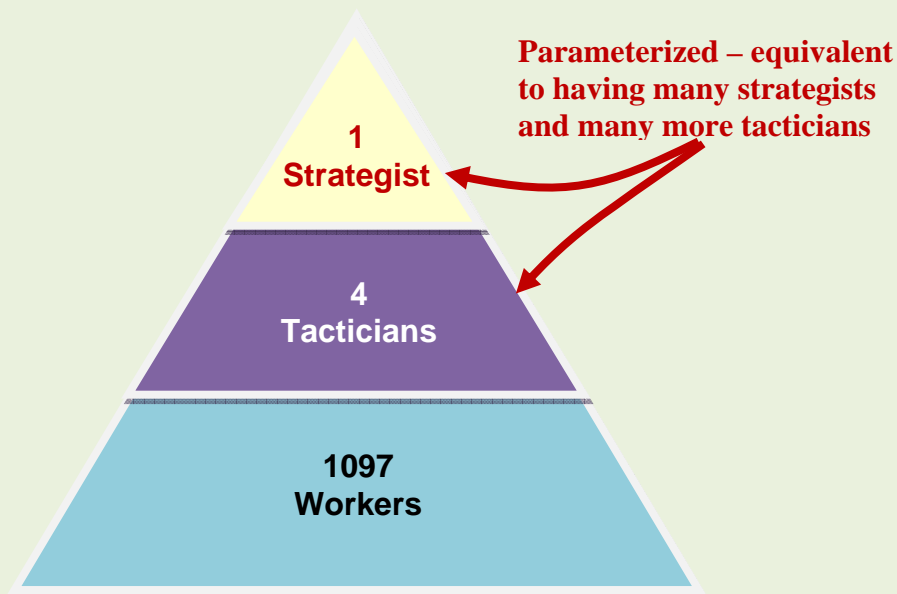 Parameterized – equivalent
to having many strategists
and many more tacticians
1
Strategist
4
Tacticians
1097
Workers